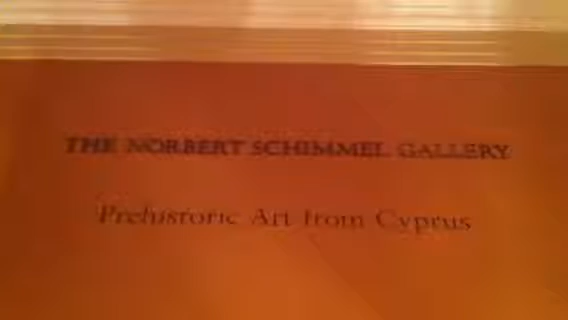 THE NORBERT SCHIMMEL GALLERY
Prehistoric Art from Cyprus